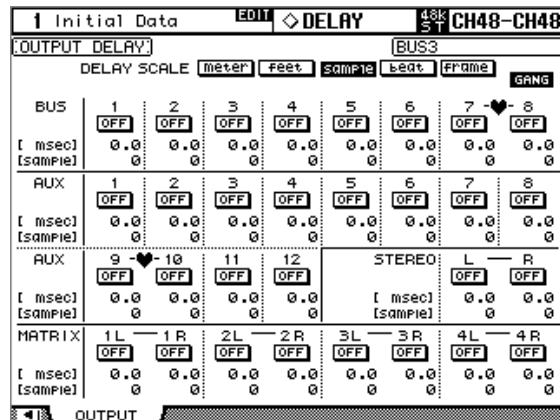 1 Initial Data EDIT ◇DELAY 48k ST CH48-CH48
OUTPUT DELAY BUS3
DELAY SCALE meter feet sample beat frame
GANG
BUS 1 2 3 4 5 6 7 -♥- 8
OFF OFF OFF OFF OFF OFF OFF OFF
[ msec] 0.0 0.0 0.0 0.0 0.0 0.0 0.0 0.0
[sample] 0 0 0 0 0 0 0 0
AUX 1 2 3 4 5 6 7 8
OFF OFF OFF OFF OFF OFF OFF OFF
[ msec] 0.0 0.0 0.0 0.0 0.0 0.0 0.0 0.0
[sample] 0 0 0 0 0 0 0 0
AUX 9 -♥- 10 11 12 STEREO L — R
OFF OFF OFF OFF OFF OFF
[ msec] 0.0 0.0 0.0 0.0 [ msec] 0.0 0.0
[sample] 0 0 0 0 [sample] 0 0
MATRIX 1L — 1R 2L — 2R 3L — 3R 4L — 4R
OFF OFF OFF OFF OFF OFF OFF OFF
[ msec] 0.0 0.0 0.0 0.0 0.0 0.0 0.0 0.0
[sample] 0 0 0 0 0 0 0 0
OUTPUT